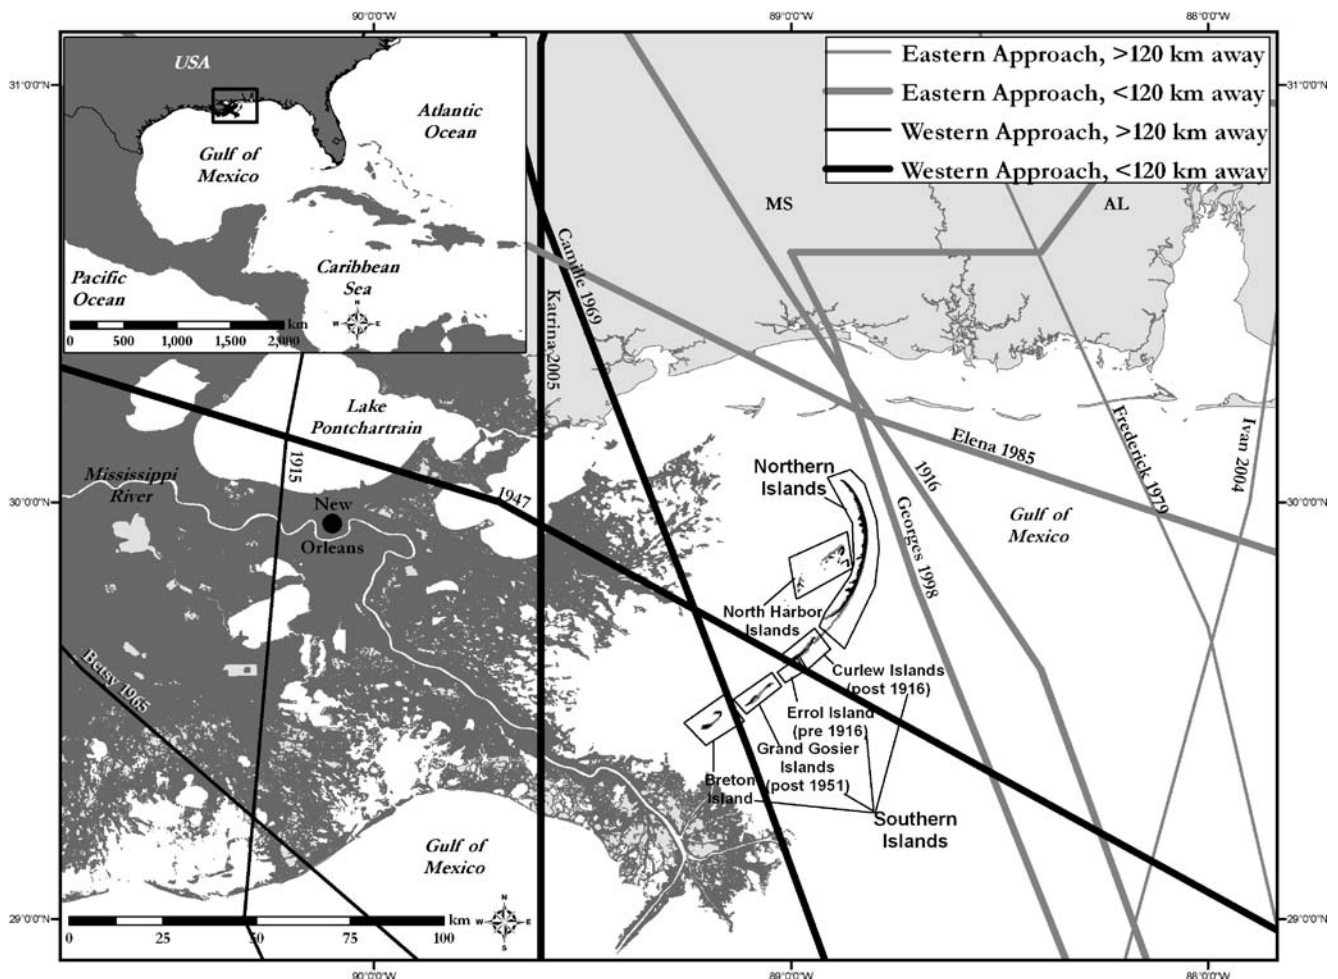 90°0'0"W
89°0'0"W
88°0'0"W
31°0'0"N
31°0'0"N
USA
Atlantic
Ocean
Gulf of
Mexico
Pacific
Ocean
Caribbean
Sea
N
W
E
S
km
0
500
1,000
1,500
2,000
Eastern Approach, >120 km away
Eastern Approach, <120 km away
Western Approach, >120 km away
Western Approach, <120 km away
MS
AL
Camille 1969
Katrina 2005
Lake
Pontchartrain
1915
Mississippi
River
New
Orleans
1947
Elena 1985
Frederick 1979
Ivan 2004
1916
Georges 1998
Northern
Islands
Gulf of
Mexico
30°0'0"N
30°0'0"N
North Harbor
Islands
Curlew Islands
(post 1916)
Errol Island
(pre 1916)
Grand Gosier
Islands
(post 1951)
Breton
Island
Southern
Islands
Betsy 1965
Gulf of
Mexico
29°0'0"N
29°0'0"N
km
0
25
50
75
100
N
W
E
S
90°0'0"W
89°0'0"W
88°0'0"W